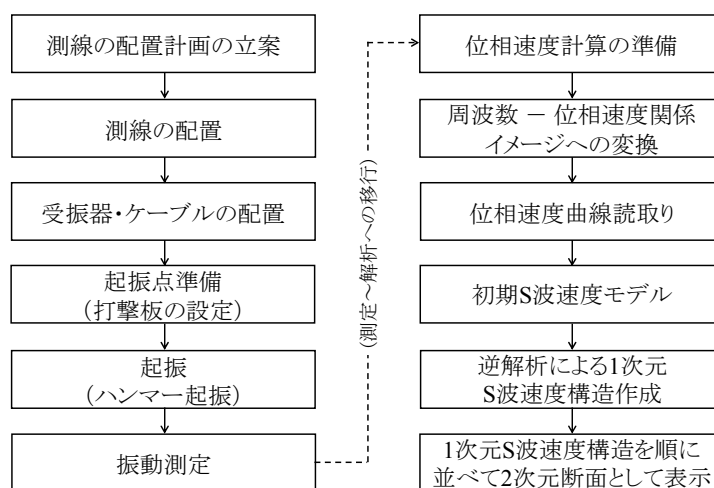 測線の配置計画の立案
測線の配置
受振器・ケーブルの配置
起振点準備
(打撃板の設定)
起振
(ハンマー起振)
振動測定
(測定～解析への移行)
位相速度計算の準備
周波数 － 位相速度関係
イメージへの変換
位相速度曲線読取り
初期S波速度モデル
逆解析による1次元
S波速度構造作成
1次元S波速度構造を順に
並べて2次元断面として表示